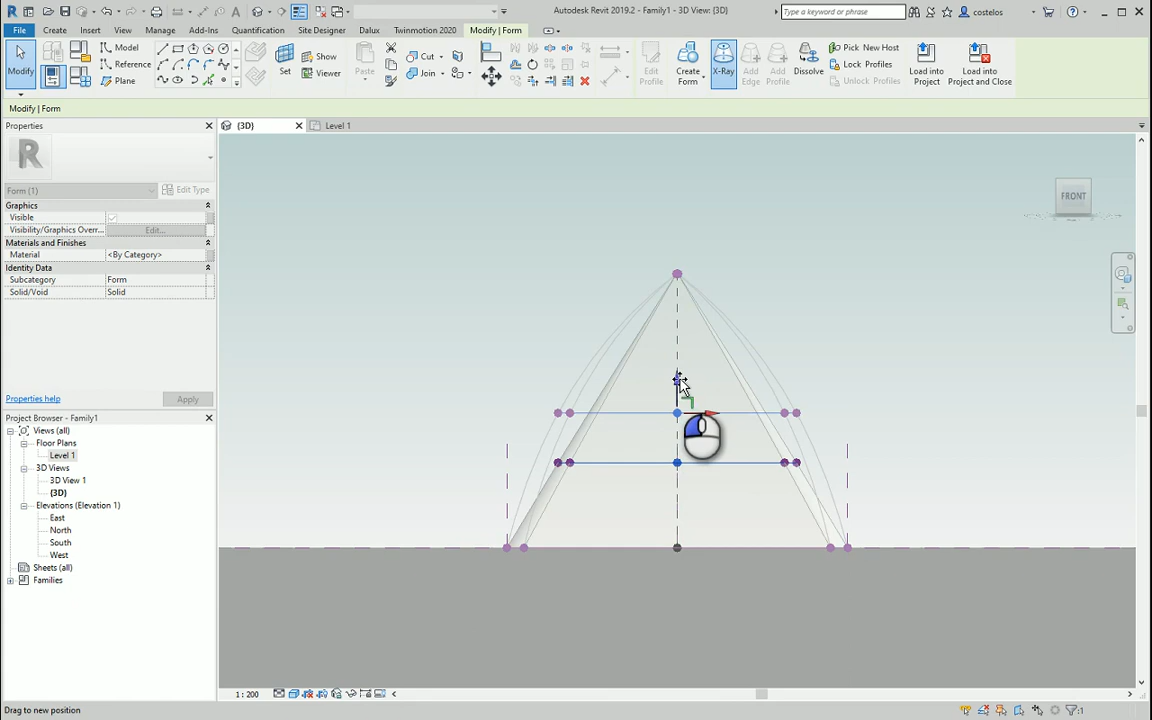 Autodesk Revit 2019.2 - Family1 - 3D View: {3D}
Type a keyword or phrase
costelos
File
Create
Insert
View
Manage
Add-Ins
Quantification
Site Designer
Dalux
Twinmotion 2020
Modify | Form
Modify
Model
Reference
Plane
Set
Show
Viewer
Paste
Cut
Join
Edit Profile
Create Form
X-Ray
Add Edge
Add Profile
Dissolve
Pick New Host
Lock Profiles
Unlock Profiles
Load into Project
Load into Project and Close
Modify | Form
Properties
{3D}
Level 1
Form (1)
Edit Type
Graphics
Visible
Visibility/Graphics Overr...
Edit...
Materials and Finishes
Material
<By Category>
Identity Data
Subcategory
Form
Solid/Void
Solid
Properties help
Apply
Project Browser - Family1
Views (all)
Floor Plans
Level 1
3D Views
3D View 1
{3D}
Elevations (Elevation 1)
East
North
South
West
Sheets (all)
Families
FRONT
1 : 200
Drag to new position
:1